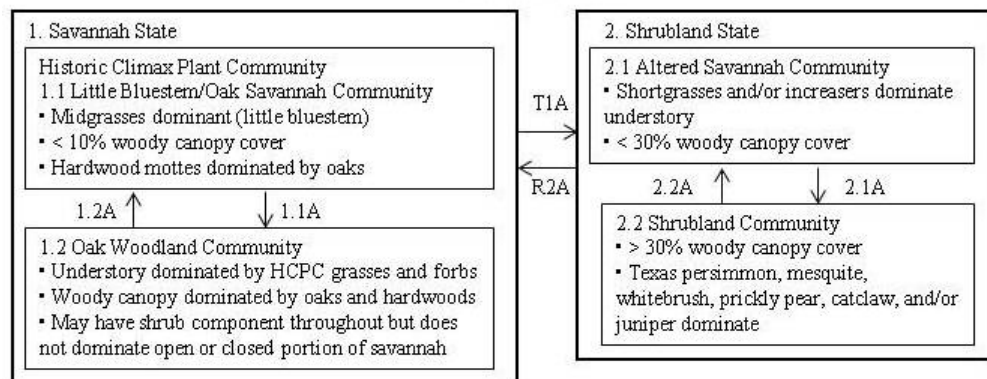 1. Savannah State
Historic Climax Plant Community
1.1 Little Bluestem/Oak Savannah Community
▪ Midgrasses dominant (little bluestem)
▪ < 10% woody canopy cover
▪ Hardwood mottes dominated by oaks
1.2A
1.1A
1.2 Oak Woodland Community
▪ Understory dominated by HCPC grasses and forbs
▪ Woody canopy dominated by oaks and hardwoods
▪ May have shrub component throughout but does
not dominate open or closed portion of savannah
T1A
R2A
2. Shrubland State
2.1 Altered Savannah Community
▪ Shortgrasses and/or increasers dominate
understory
▪ < 30% woody canopy cover
2.2A
2.1A
2.2 Shrubland Community
▪ > 30% woody canopy cover
▪ Texas persimmon, mesquite,
whitebrush, prickly pear, catclaw, and/or
juniper dominate